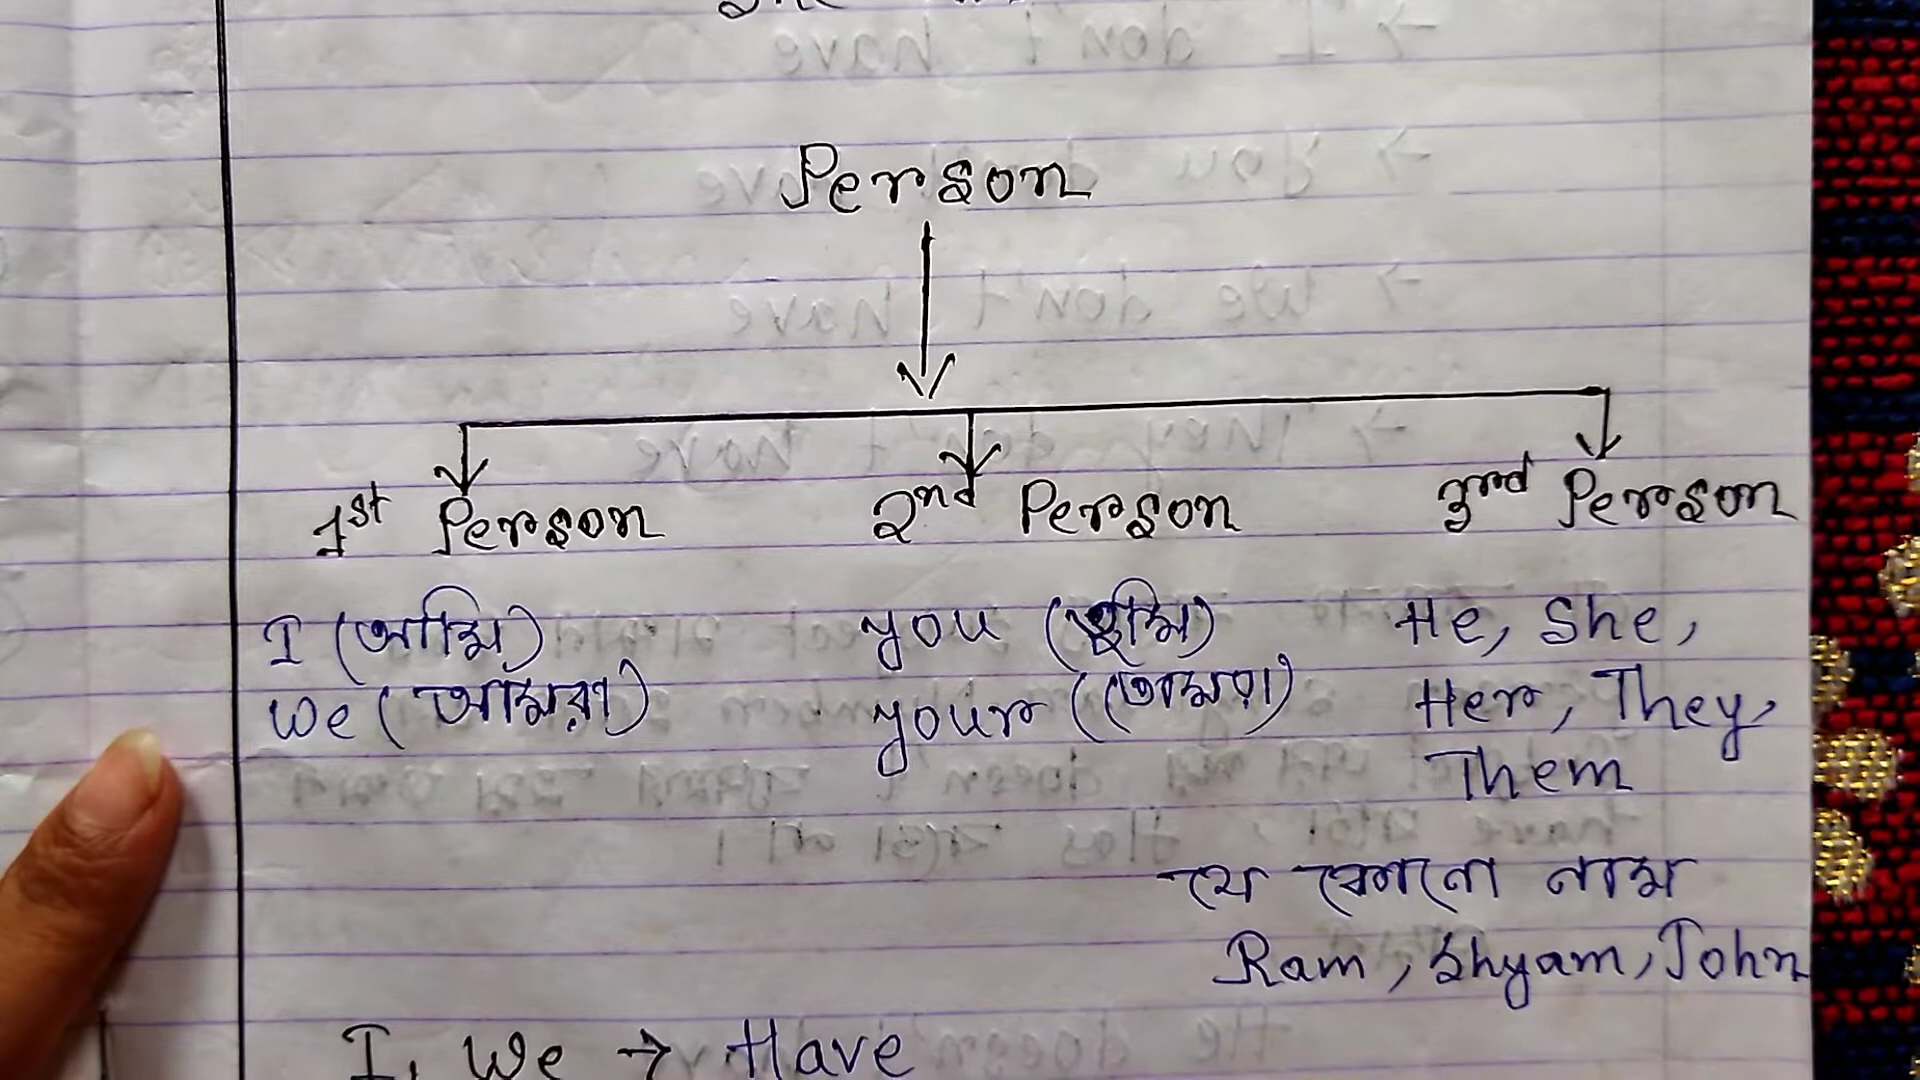 Person
1st Person 2nd Person 3rd Person
I (আমি) you (তুমি) He, She,
We (আমরা) your (তোমরা) Her, They,
Them
যে কোনো নাম
Ram, Shyam, John
I, We → Have